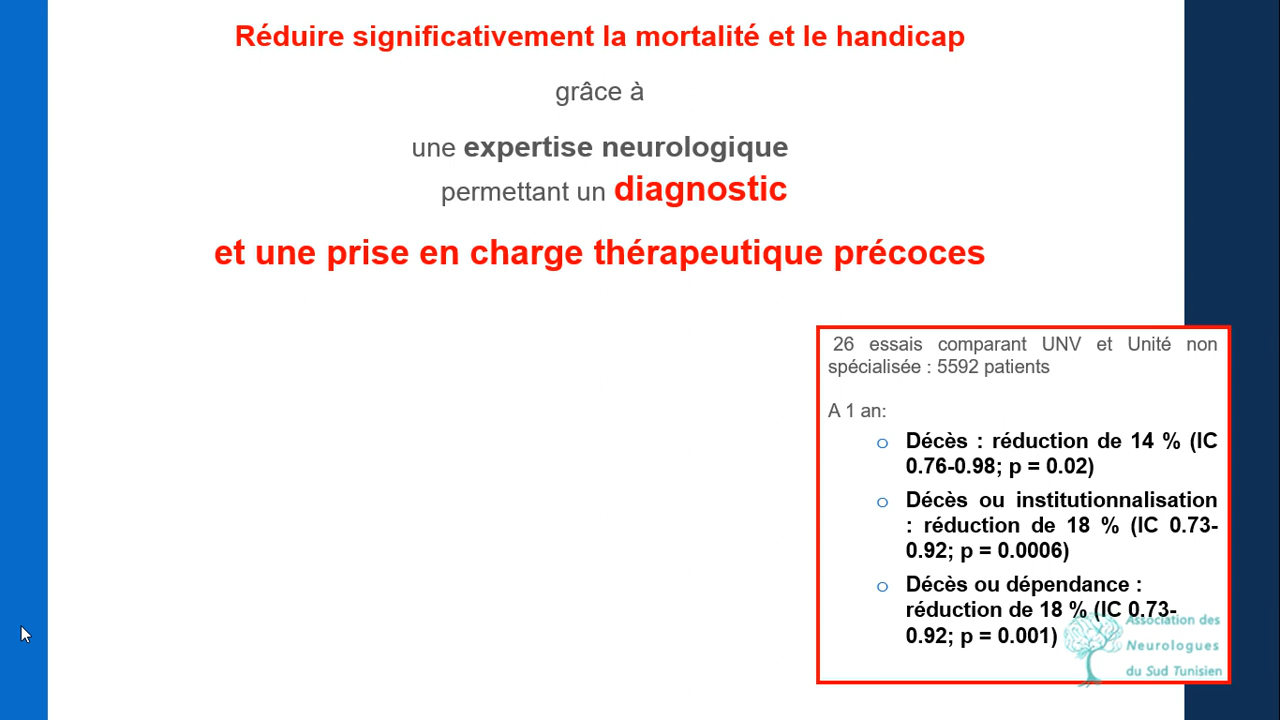 Réduire significativement la mortalité et le handicap
grâce à
une expertise neurologique
permettant un diagnostic
et une prise en charge thérapeutique précoces
26 essais comparant UNV et Unité non
spécialisée : 5592 patients
A 1 an:
o Décès : réduction de 14 % (IC
0.76-0.98; p = 0.02)
o Décès ou institutionnalisation
: réduction de 18 % (IC 0.73-
0.92; p = 0.0006)
o Décès ou dépendance :
réduction de 18 % (IC 0.73-
0.92; p = 0.001)
Association des
Neurologues
du Sud Tunisien